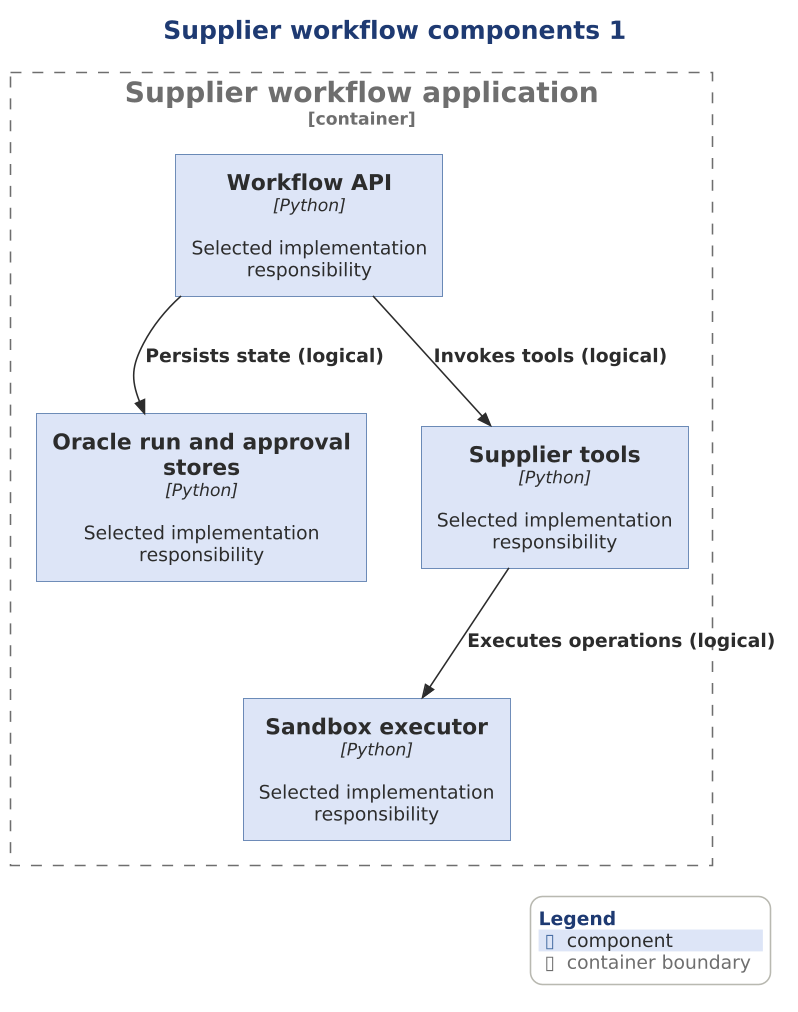 Supplier workflow components 1
Supplier workflow application
[container]
Workflow API
[Python]
Selected implementation
responsibility
Persists state (logical)
Invokes tools (logical)
Oracle run and approval
stores
[Python]
Selected implementation
responsibility
Supplier tools
[Python]
Selected implementation
responsibility
Executes operations (logical)
Sandbox executor
[Python]
Selected implementation
responsibility
Legend
component
container boundary